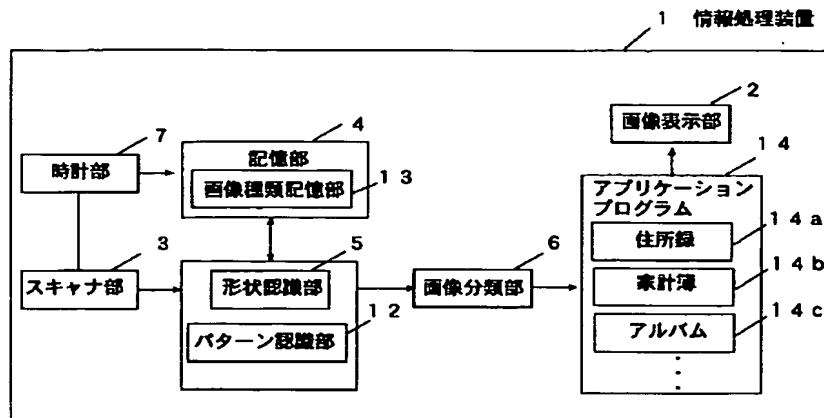 １ 情報処理装置
２
画像表示部
７
４
１４
時計部
記憶部
１３
画像種類記憶部
アプリケーション
プログラム
１４ａ
住所録
３
５
６
１４ｂ
スキャナ部
形状認識部
画像分類部
家計簿
１２
１４ｃ
パターン認識部
アルバム